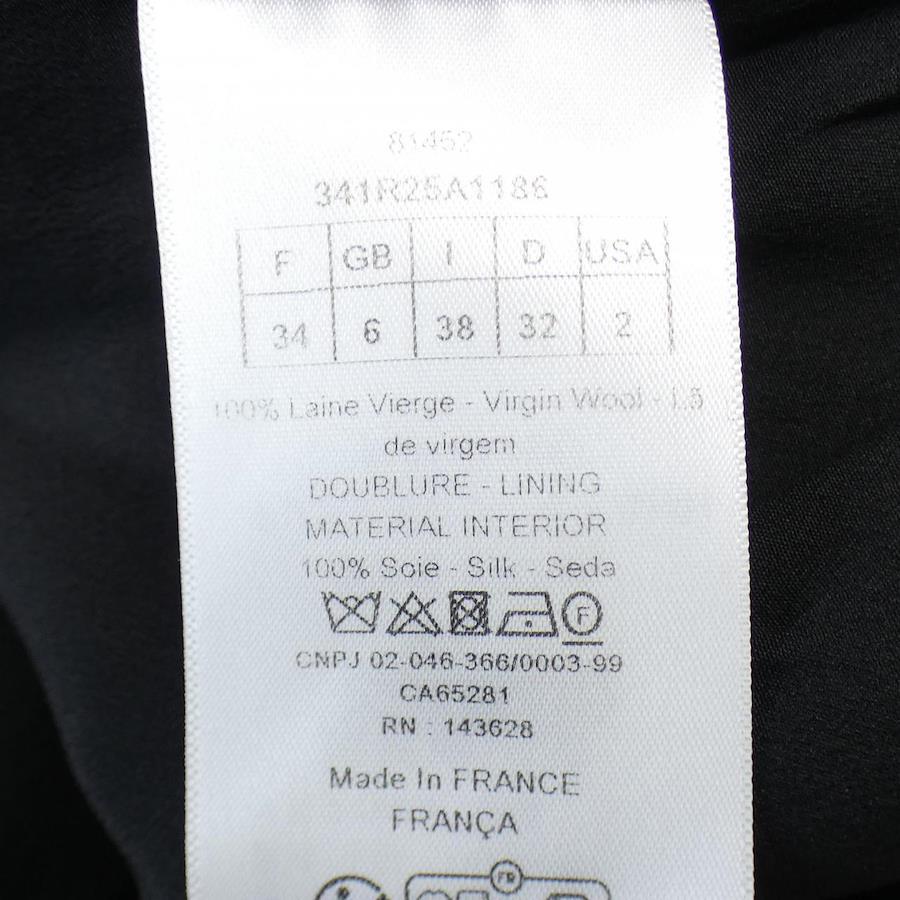 81452
341R25A1186
F GB I D USA
34 6 38 32 2
100% Laine Vierge - Virgin Wool - Lã
de virgem
DOUBLURE - LINING
MATERIAL INTERIOR
100% Soie - Silk - Seda
F
CNPJ 02-046-366/0003-99
CA65281
RN : 143628
Made In FRANCE
FRANÇA
FR